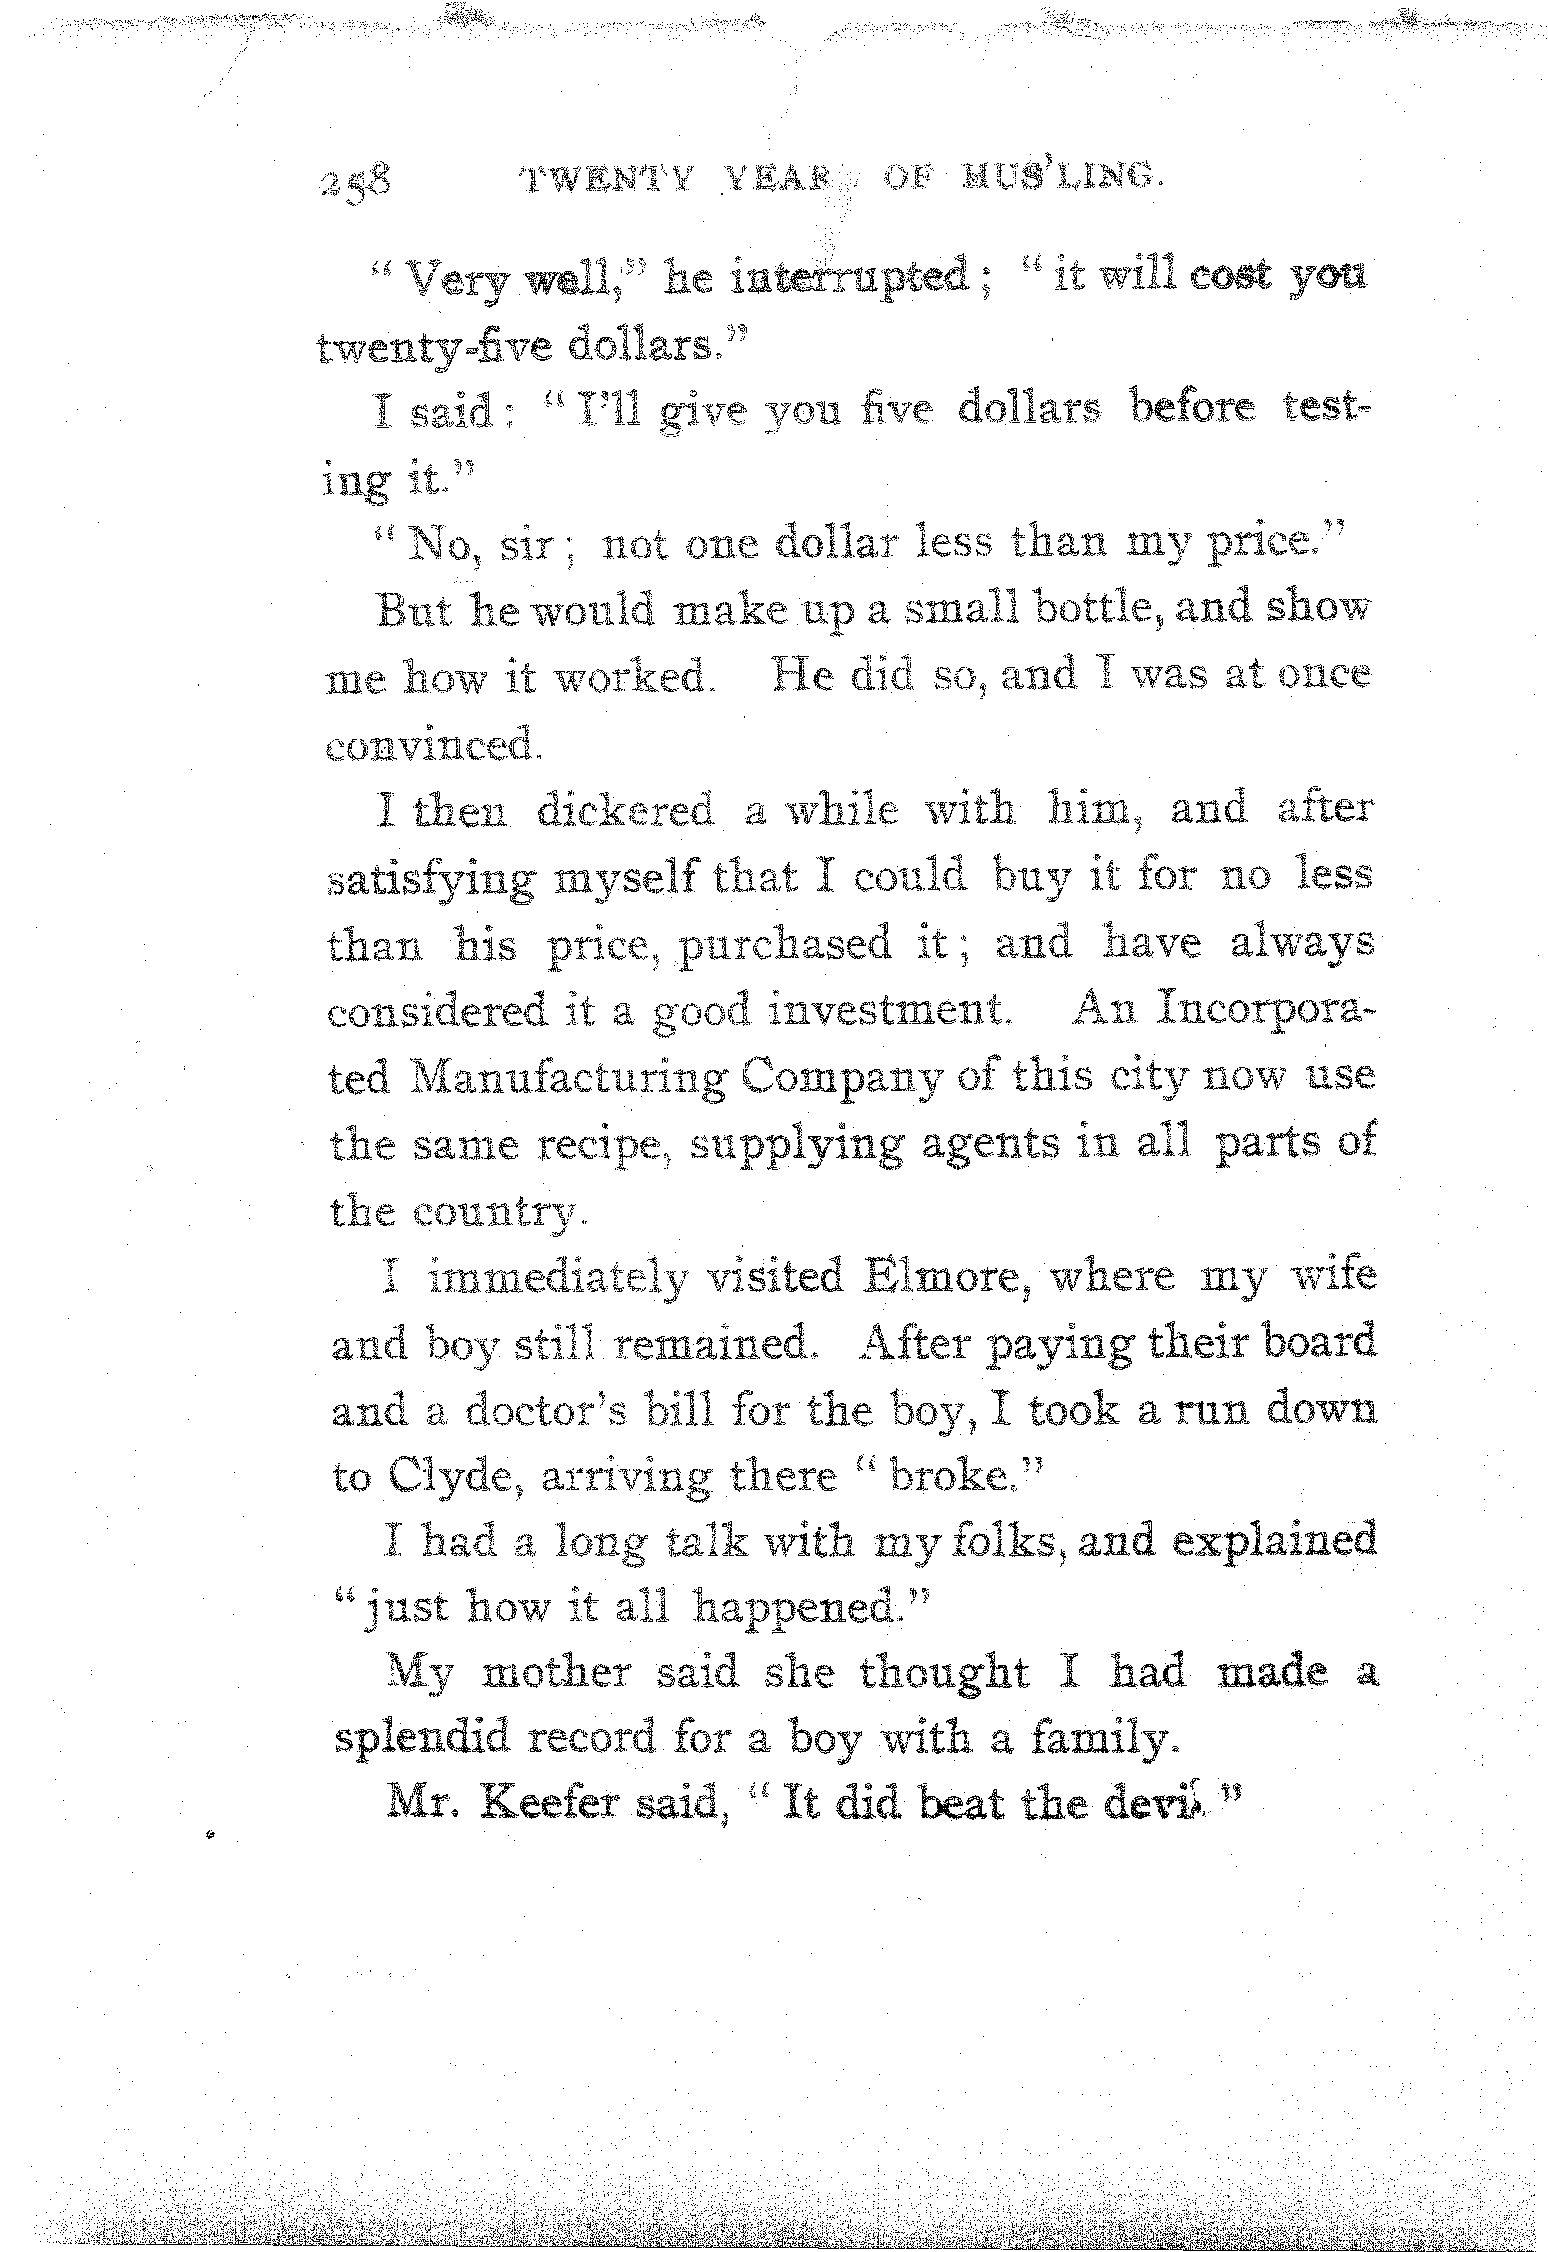 258 TWENTY YEAR OF HUS'LING.
"Very well," he interrupted; "it will cost you
twenty-five dollars."
I said: "I'll give you five dollars before test-
ing it."
"No, sir; not one dollar less than my price."
But he would make up a small bottle, and show
me how it worked. He did so, and I was at once
convinced.
I then dickered a while with him, and after
satisfying myself that I could buy it for no less
than his price, purchased it; and have always
considered it a good investment. An Incorpora-
ted Manufacturing Company of this city now use
the same recipe, supplying agents in all parts of
the country.
I immediately visited Elmore, where my wife
and boy still remained. After paying their board
and a doctor's bill for the boy, I took a run down
to Clyde, arriving there "broke."
I had a long talk with my folks, and explained
"just how it all happened."
My mother said she thought I had made a
splendid record for a boy with a family.
Mr. Keefer said, "It did beat the devil."